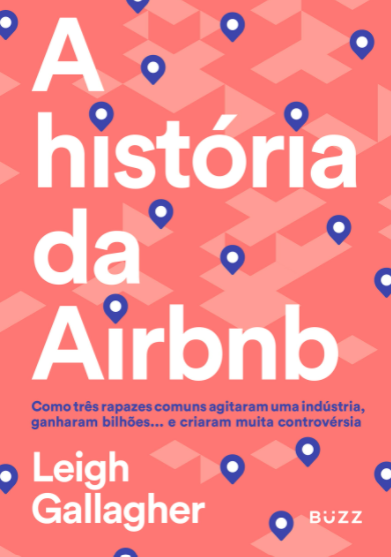 A
história
da
Airbnb
Como três rapazes comuns agitaram uma indústria,
ganharam bilhões... e criaram muita controvérsia
Leigh
Gallagher
BUZZ